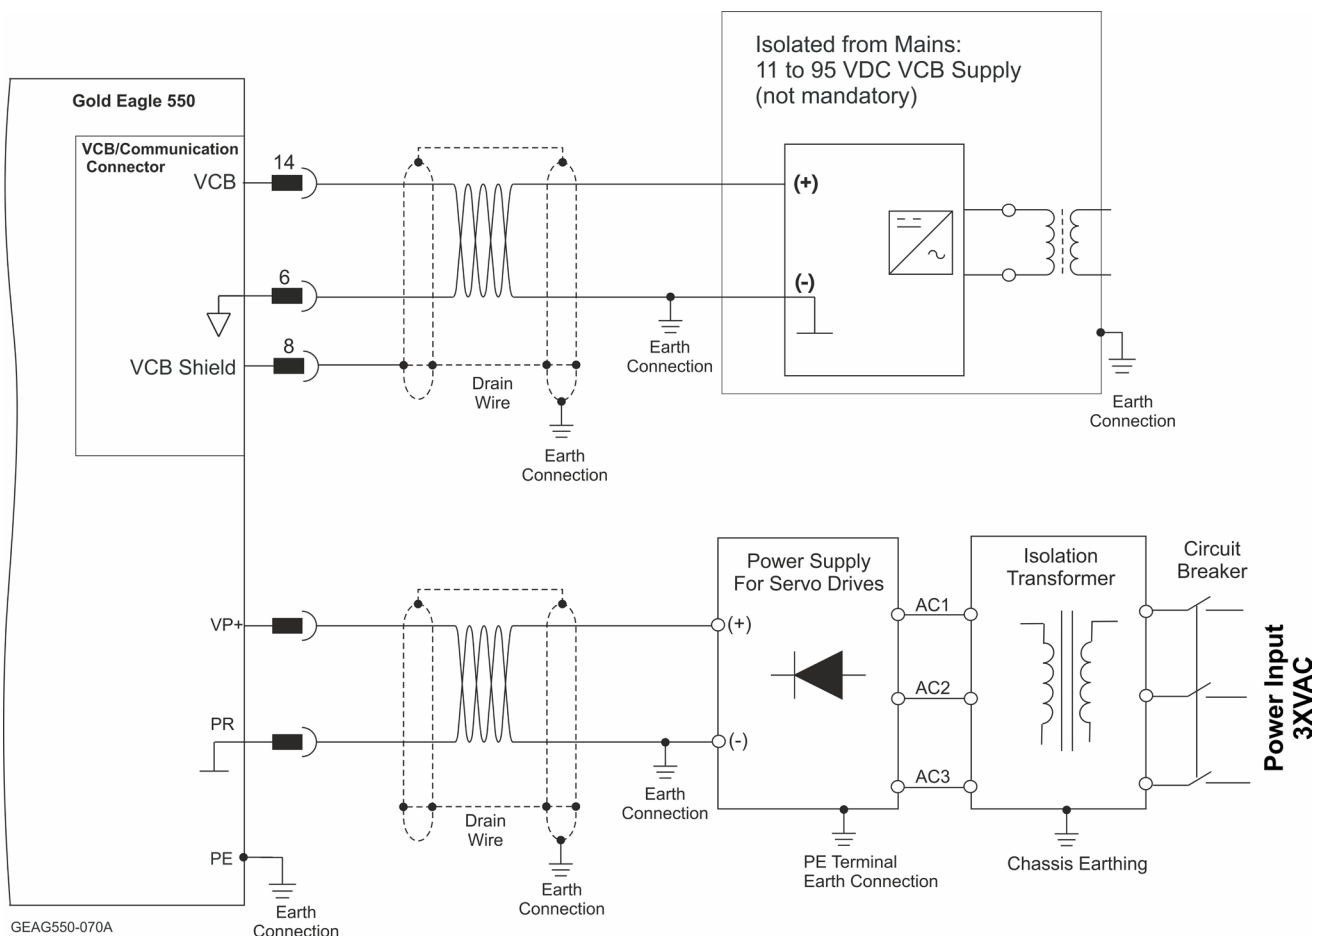 Isolated from Mains:
11 to 95 VDC VCB Supply
(not mandatory)
Gold Eagle 550
VCB/Communication
Connector
VCB
14
(+)
6
(-)
VCB Shield
8
Drain
Wire
Earth
Connection
Earth
Connection
Earth
Connection
Power Supply
For Servo Drives
Isolation
Transformer
Circuit
Breaker
VP+
(+)
AC1
AC2
PR
(-)
AC3
Drain
Wire
Earth
Connection
Power Input
3XVAC
PE
Earth
Connection
PE Terminal
Earth Connection
Chassis Earthing
Earth
Connection
GEAG550-070A